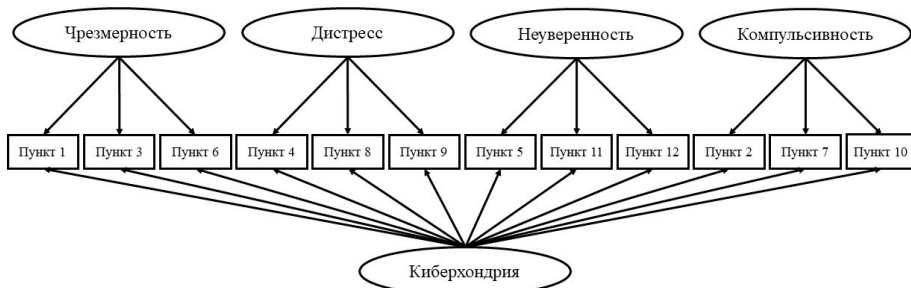 Чрезмерность
Дистресс
Неуверенность
Компульсивность
Пункт 1
Пункт 3
Пункт 6
Пункт 4
Пункт 8
Пункт 9
Пункт 5
Пункт 11
Пункт 12
Пункт 2
Пункт 7
Пункт 10
Киберхондрия